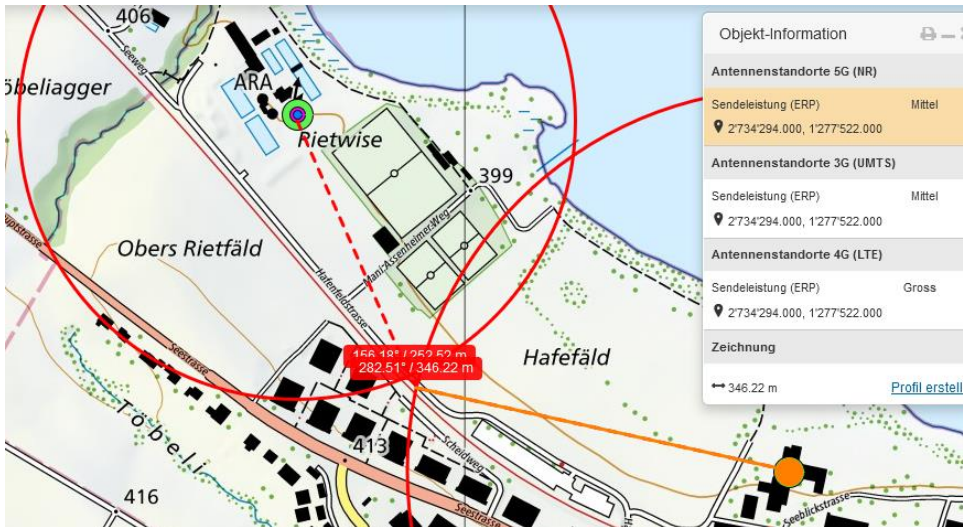 406
Seeweg
öbeliagger
ARA
Rietwise
399
Mani-Assenheimer-Weg
Obers Rietfäld
Hafenfeldstrasse
uptstrasse
Seestrasse
156.18° / 252.52 m
282.51° / 346.22 m
Hafefäld
Töbeli
413
Scheidweg
416
Seestrasse
Seeblickstrasse
Objekt-Information
Antennenstandorte 5G (NR)
Sendeleistung (ERP) Mittel
2'734'294.000, 1'277'522.000
Antennenstandorte 3G (UMTS)
Sendeleistung (ERP) Mittel
2'734'294.000, 1'277'522.000
Antennenstandorte 4G (LTE)
Sendeleistung (ERP) Gross
2'734'294.000, 1'277'522.000
Zeichnung
346.22 m Profil erstell